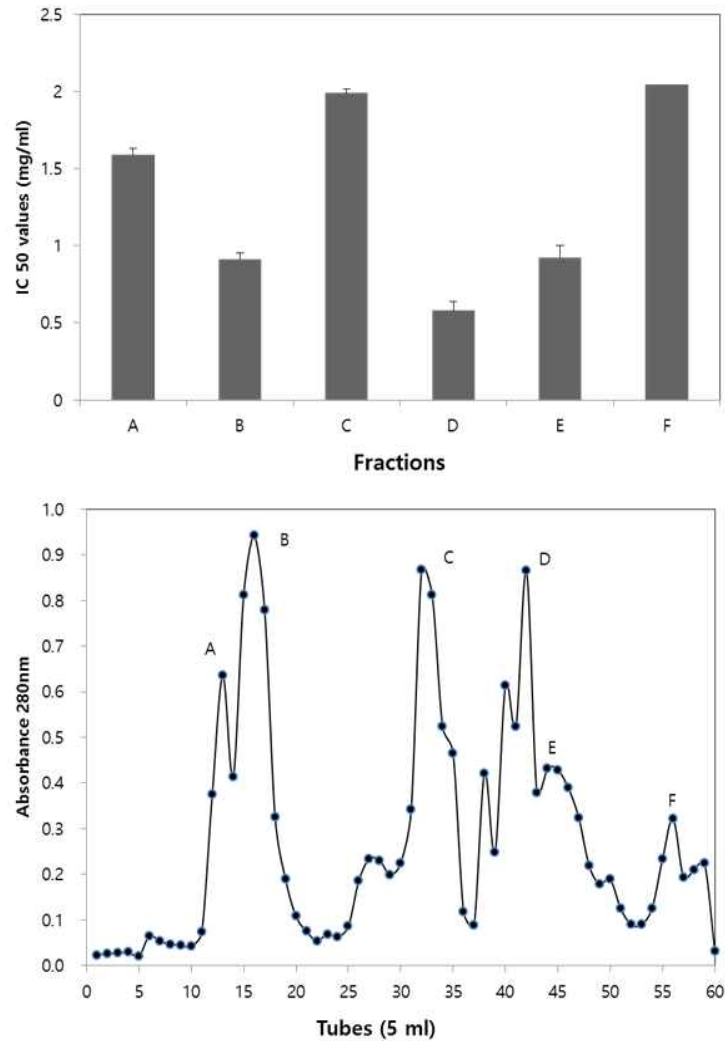 2.5
2
1.5
1
0.5
0
IC 50 values (mg/ml)
A B C D E F
Fractions
1.0
0.9
0.8
0.7
0.6
0.5
0.4
0.3
0.2
0.1
0.0
Absorbance 280nm
A
B
C
D
E
F
0 5 10 15 20 25 30 35 40 45 50 55 60
Tubes (5 ml)